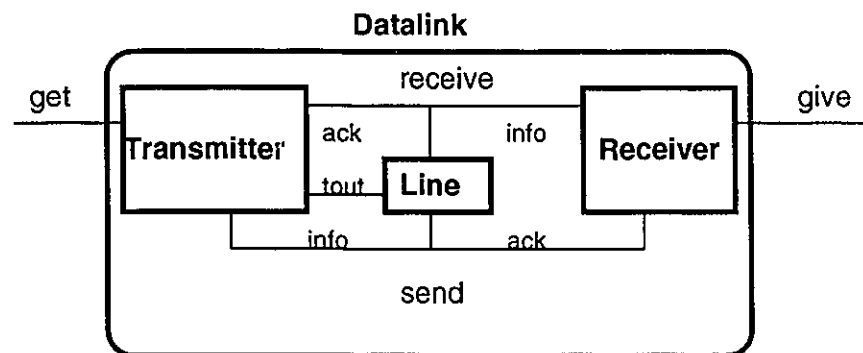 Datalink
receive
get
give
ack
info
Transmitter
Receiver
tout
Line
info
ack
send